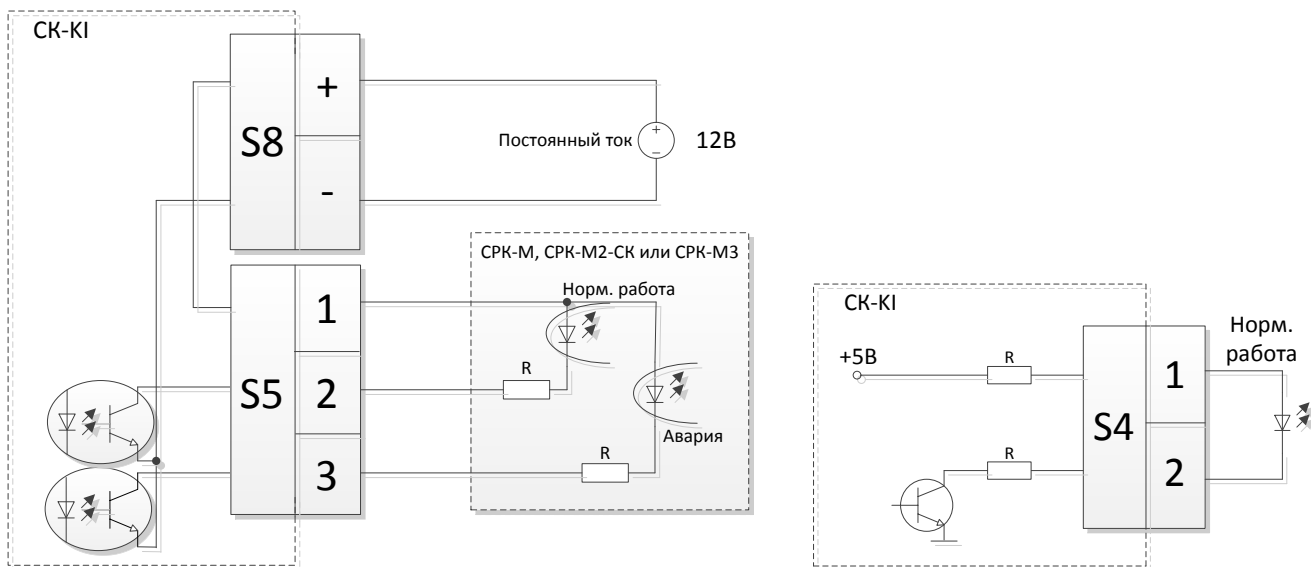 СК-KI
S8
+
-
Постоянный ток
+
−
12В
S5
1
2
3
СРК-М, СРК-М2-СК или СРК-М3
Норм. работа
R
Авария
R
СК-KI
+5В
R
R
S4
1
2
Норм.
работа